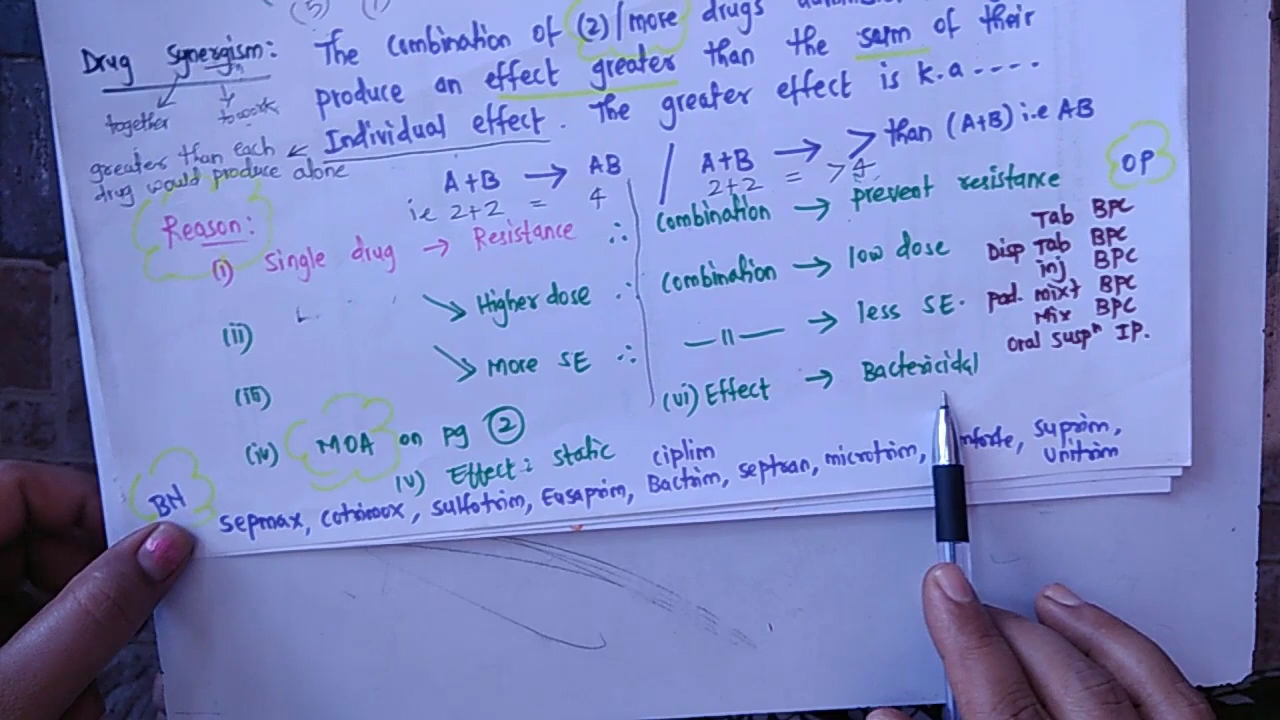 (5) (1)
Drug Synergism: The combination of (2)/more drugs
together to work produce an effect greater than the sum of their
Individual effect. The greater effect is k.a ----.
greater than each drug would produce alone
A+B → AB / A+B → > than (A+B) i.e AB
ie 2+2 = 4 2+2 = >4
OP
Reason:
(i) single drug → Resistance ∴ combination → prevent resistance
(ii) ↘ Higher dose ∴ combination → low dose
(iii) ↘ More SE ∴ —11— → less SE.
Tab BPC
Disp Tab BPC
inj BPC
pad. mixt BPC
Mix BPC
Oral suspⁿ IP.
(iv) MOA on pg 2
(v) Effect: static (vi) Effect → Bactericidal
BN
sepmax, cotrimox, sulfotrim, Eusaprim, ciplim Bactrim, septran, microtrim, suprim,
unitrim